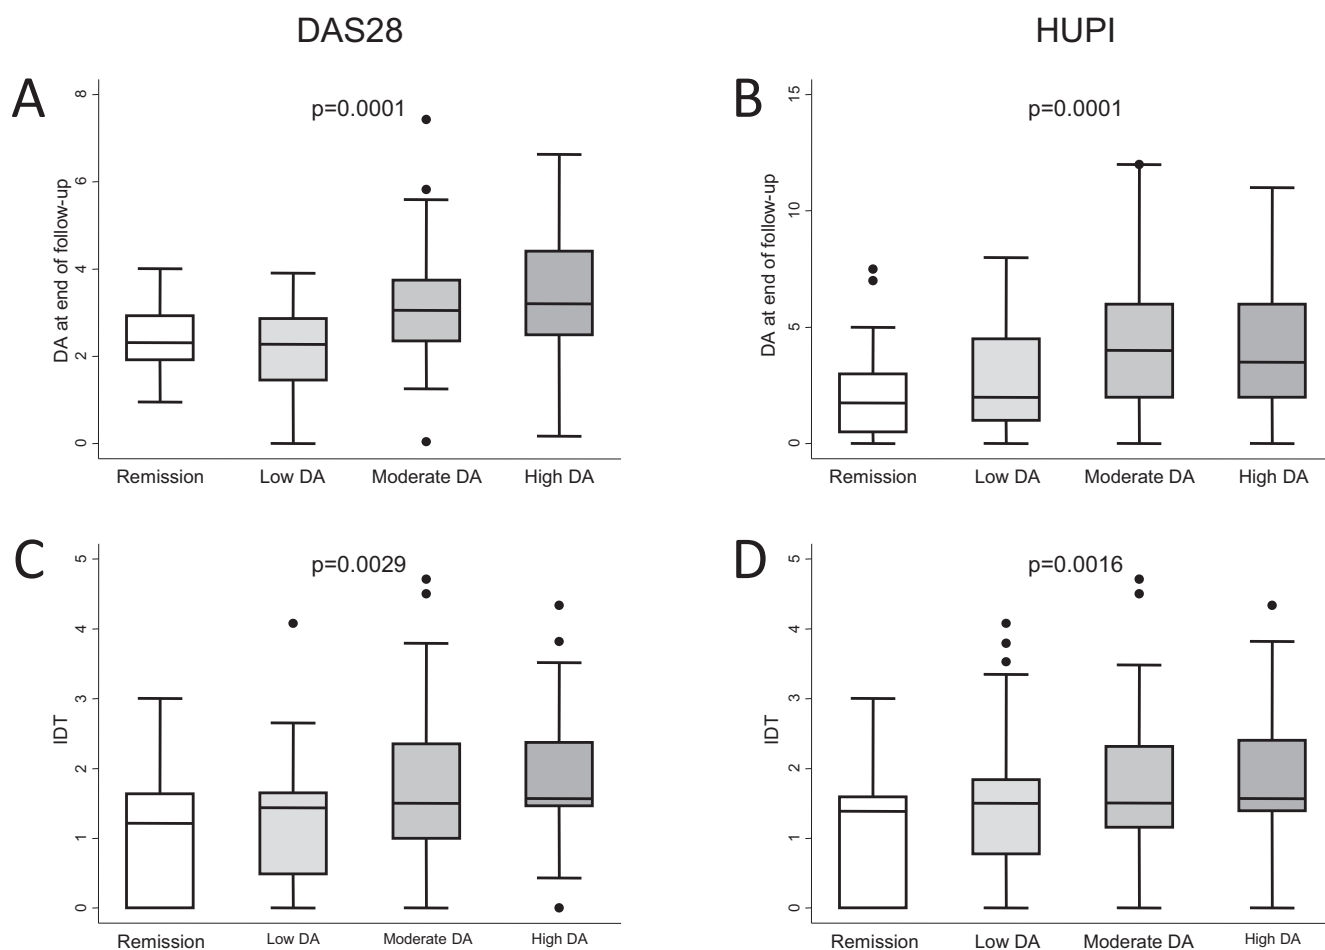 DAS28
HUPI
A
p=0.0001
DA at end of follow-up
8
6
4
2
0
Remission Low DA Moderate DA High DA
B
p=0.0001
DA at end of follow-up
15
10
5
0
Remission Low DA Moderate DA High DA
C
p=0.0029
IDT
5
4
3
2
1
0
Remission Low DA Moderate DA High DA
D
p=0.0016
IDT
5
4
3
2
1
0
Remission Low DA Moderate DA High DA